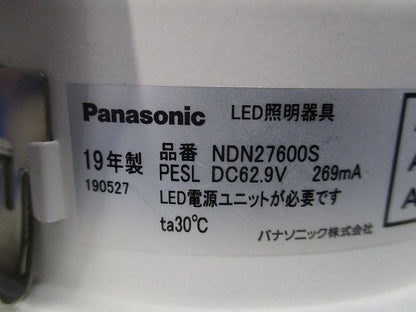 Panasonic LED照明器具
19年製 品番 NDN27600S
190527 PESL DC62.9V 269mA
LED電源ユニットが必要です
ta30℃
パナソニック株式会社